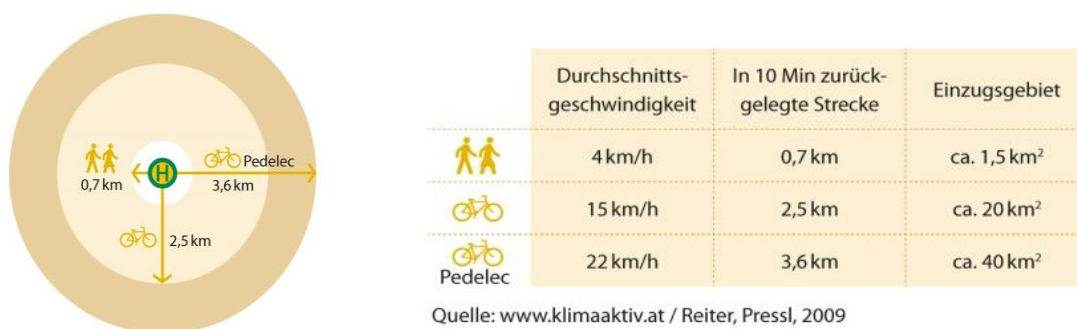 H
Pedelec
0,7 km
3,6 km
2,5 km
Durchschnitts-
geschwindigkeit
In 10 Min zurück-
gelegte Strecke
Einzugsgebiet
4 km/h
0,7 km
ca. 1,5 km²
15 km/h
2,5 km
ca. 20 km²
Pedelec
22 km/h
3,6 km
ca. 40 km²
Quelle: www.klimaaktiv.at / Reiter, Pressl, 2009